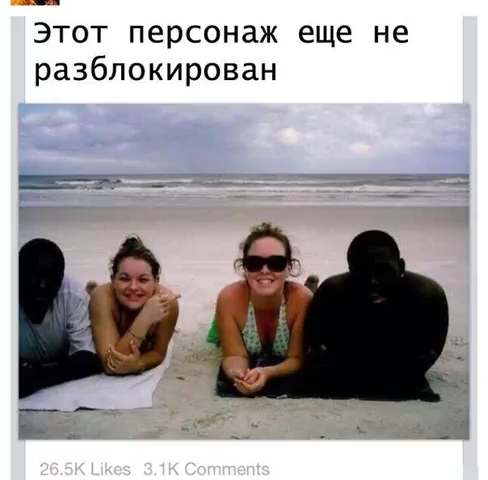 Этот персонаж еще не
разблокирован
26.5K Likes 3.1K Comments